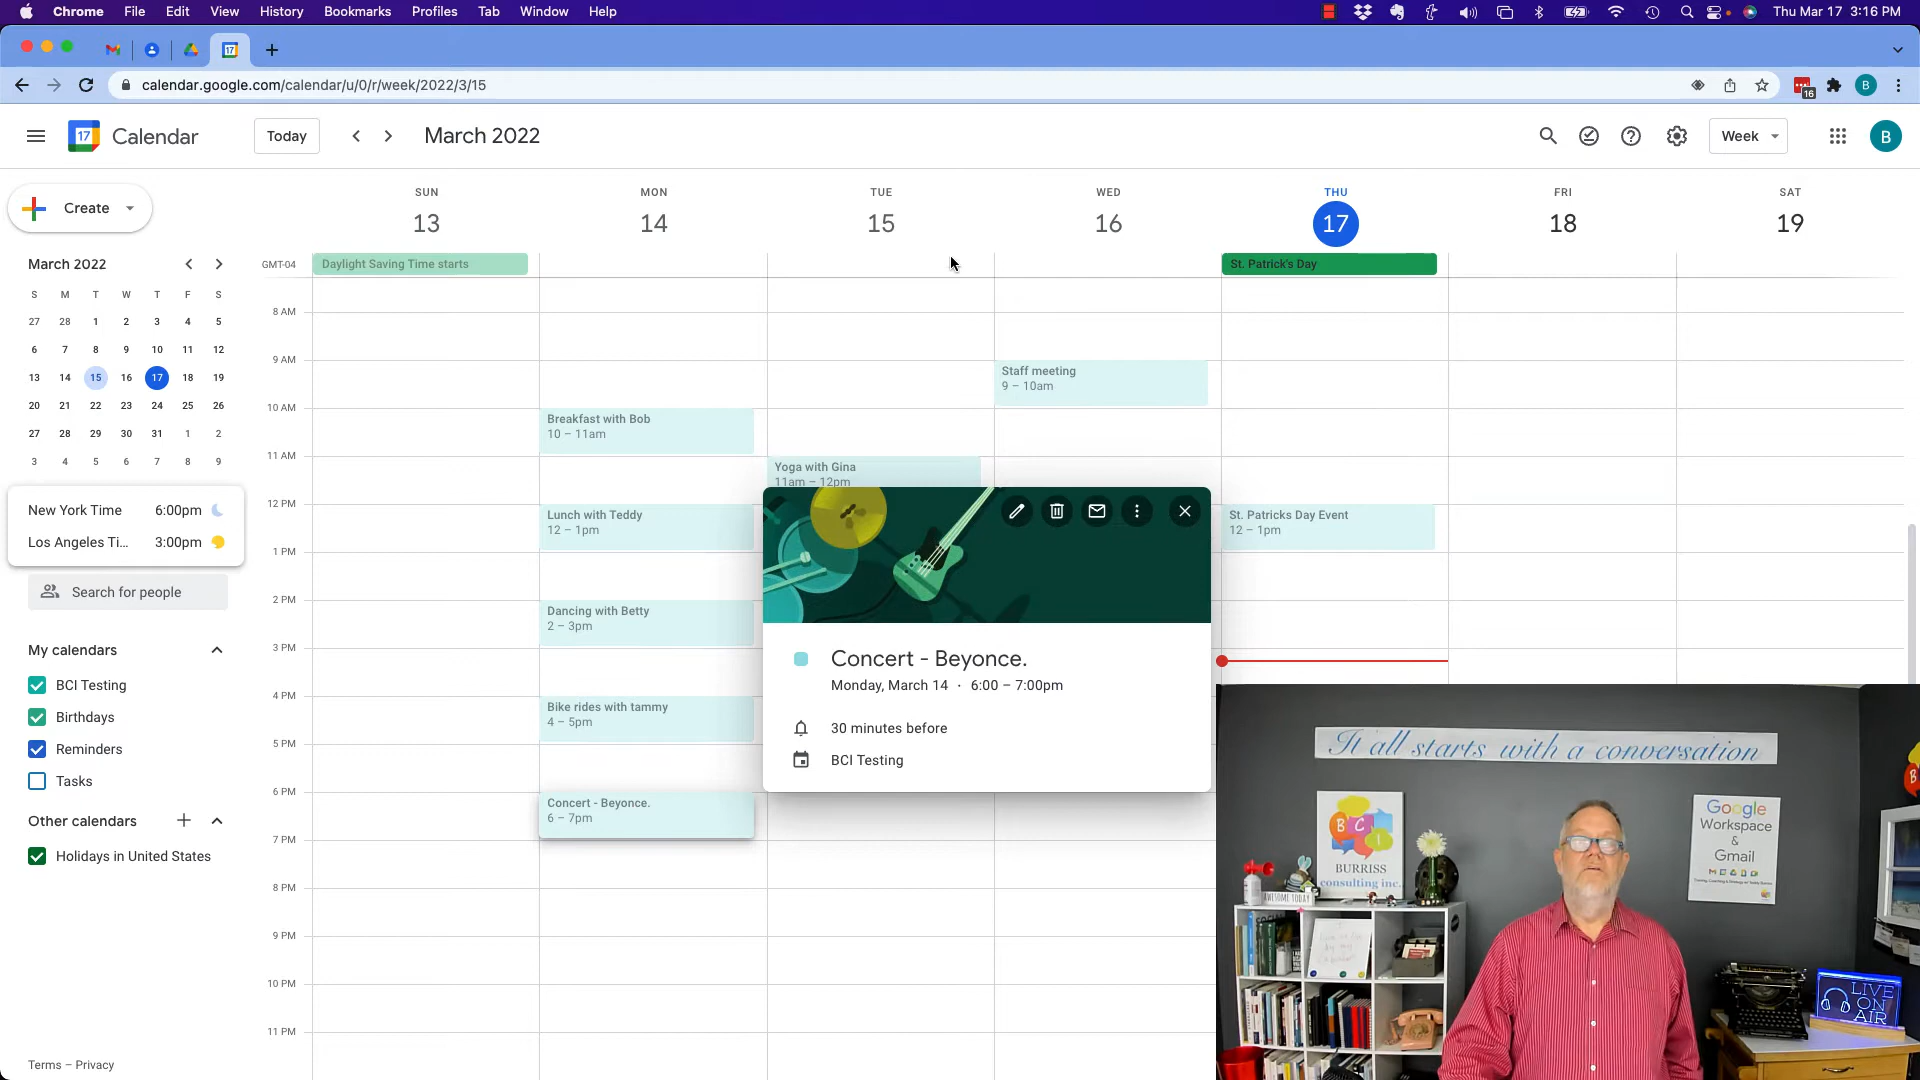 Chrome File Edit View History Bookmarks Profiles Tab Window Help Thu Mar 17 3:16 PM
17
calendar.google.com/calendar/u/0/r/week/2022/3/15
16
B
17 Calendar
Today
March 2022
Week
B
Create
SUN MON TUE WED THU FRI SAT
13 14 15 16 17 18 19
GMT-04
Daylight Saving Time starts
St. Patrick's Day
March 2022
S M T W T F S
27 28 1 2 3 4 5
6 7 8 9 10 11 12
13 14 15 16 17 18 19
20 21 22 23 24 25 26
27 28 29 30 31 1 2
3 4 5 6 7 8 9
New York Time 6:00pm
Los Angeles Ti... 3:00pm
Search for people
My calendars
BCI Testing
Birthdays
Reminders
Tasks
Other calendars
Holidays in United States
Terms – Privacy
8 AM
9 AM
10 AM
11 AM
12 PM
1 PM
2 PM
3 PM
4 PM
5 PM
6 PM
7 PM
8 PM
9 PM
10 PM
11 PM
Breakfast with Bob
10 – 11am
Lunch with Teddy
12 – 1pm
Dancing with Betty
2 – 3pm
Bike rides with tammy
4 – 5pm
Concert - Beyonce.
6 – 7pm
Yoga with Gina
11am – 12pm
Staff meeting
9 – 10am
St. Patricks Day Event
12 – 1pm
Concert - Beyonce.
Monday, March 14 · 6:00 – 7:00pm
30 minutes before
BCI Testing
It all starts with a conversation
B C I
BURRISS
consulting inc.
Google
Workspace
&
Gmail
AWESOME TODAY
LIVE
ON
AIR